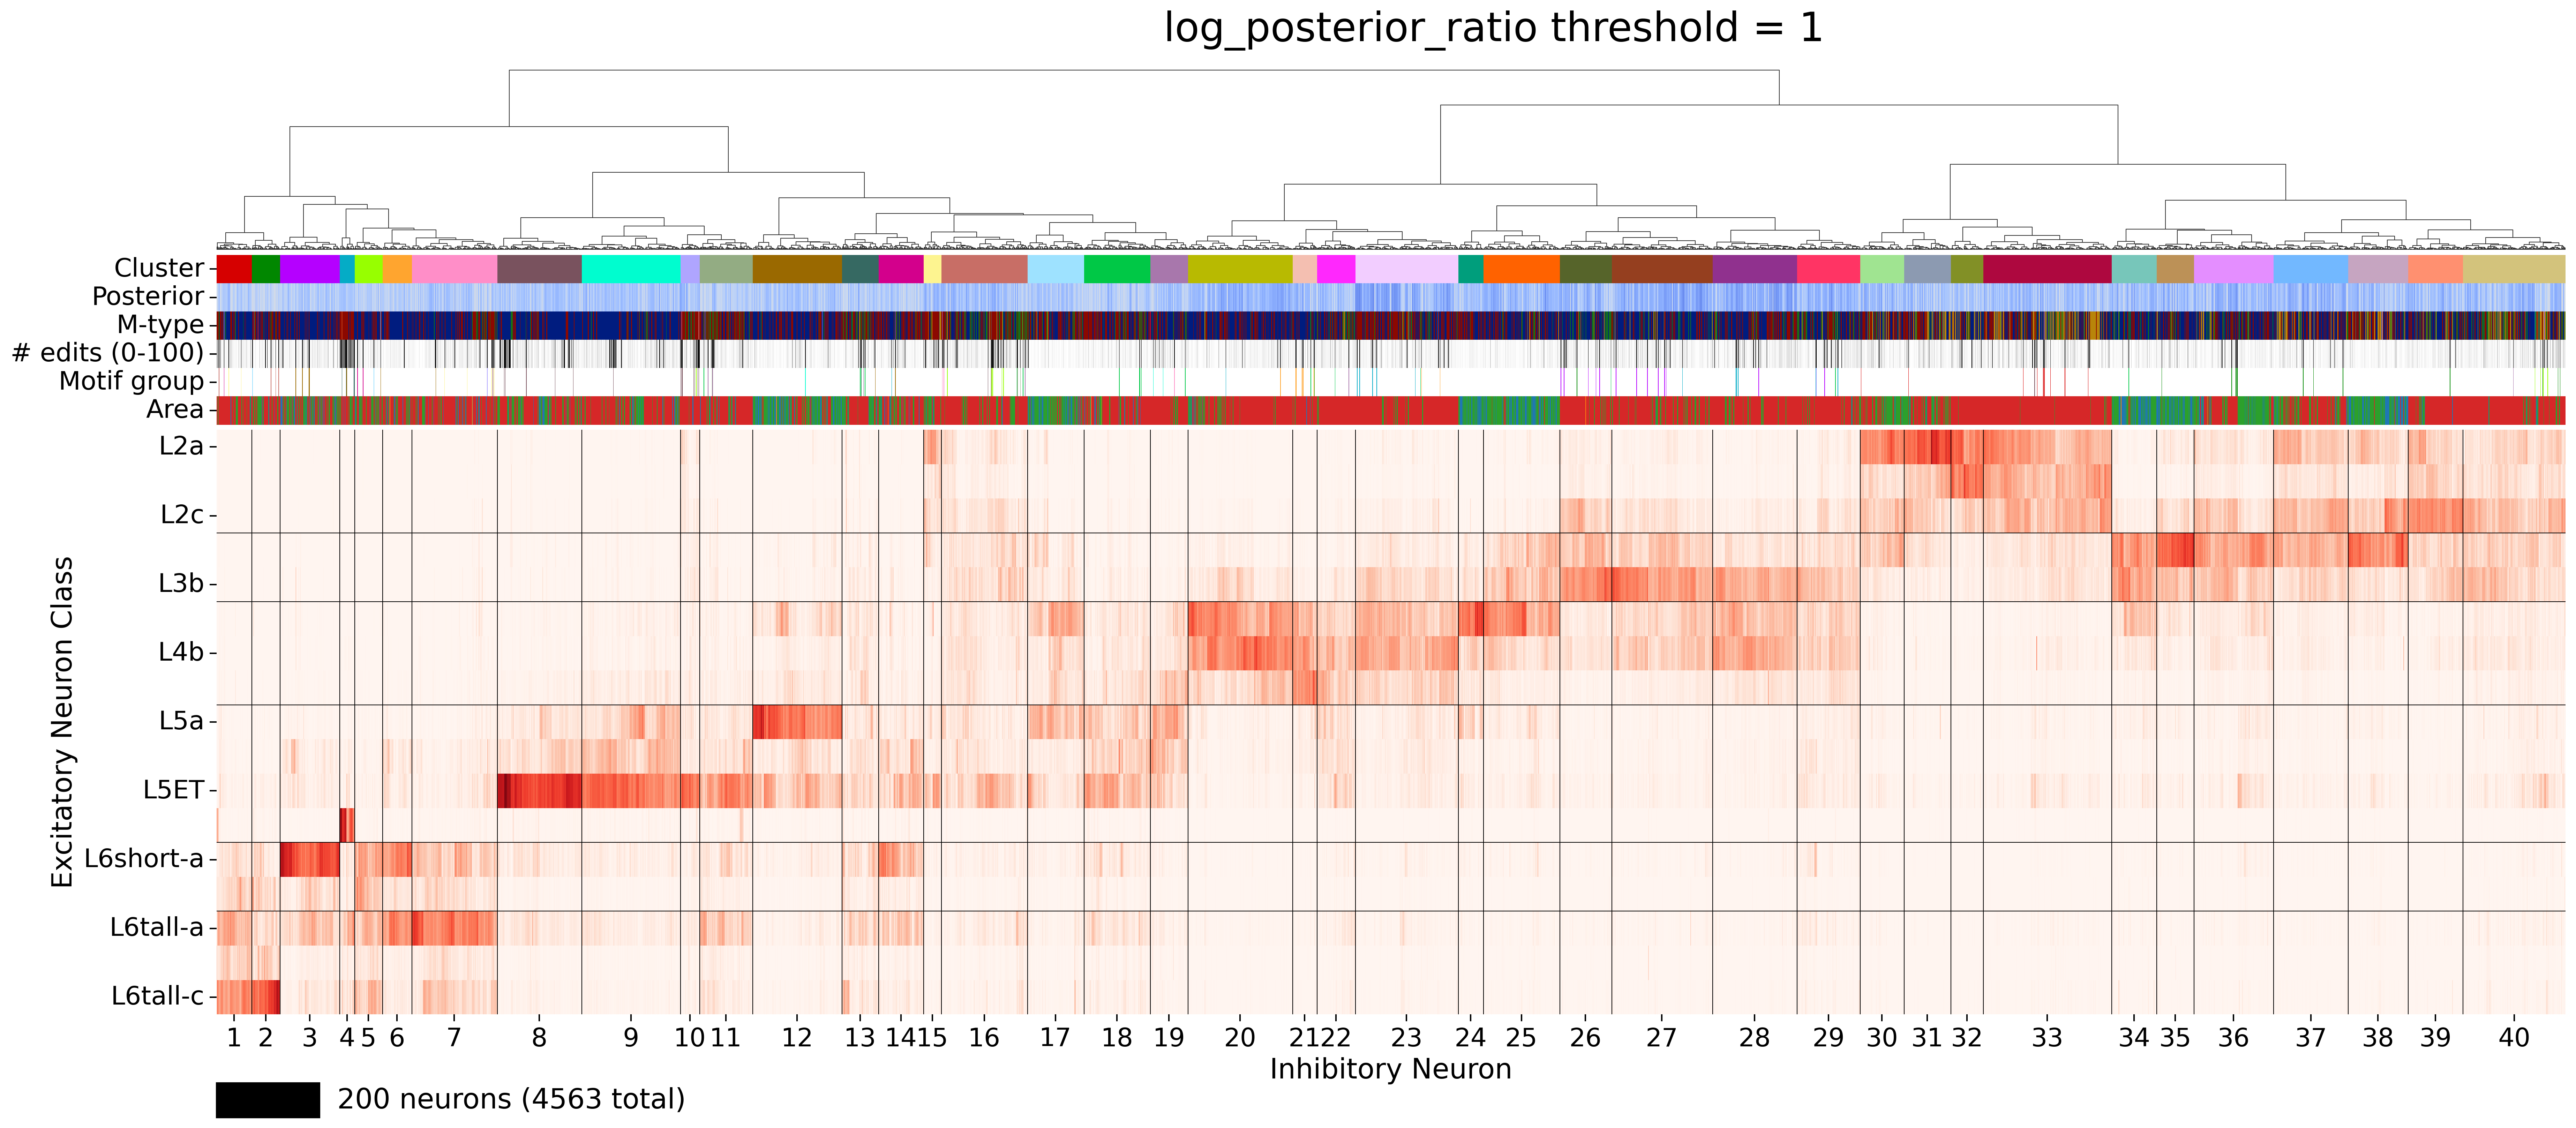 log_posterior_ratio threshold = 1
Cluster
Posterior
M-type
# edits (0-100)
Motif group
Area
Excitatory Neuron Class
L2a
L2c
L3b
L4b
L5a
L5ET
L6short-a
L6tall-a
L6tall-c
1 2 3 4 5 6 7 8 9 10 11 12 13 14 15 16 17 18 19 20 21 22 23 24 25 26 27 28 29 30 31 32 33 34 35 36 37 38 39 40
Inhibitory Neuron
200 neurons (4563 total)